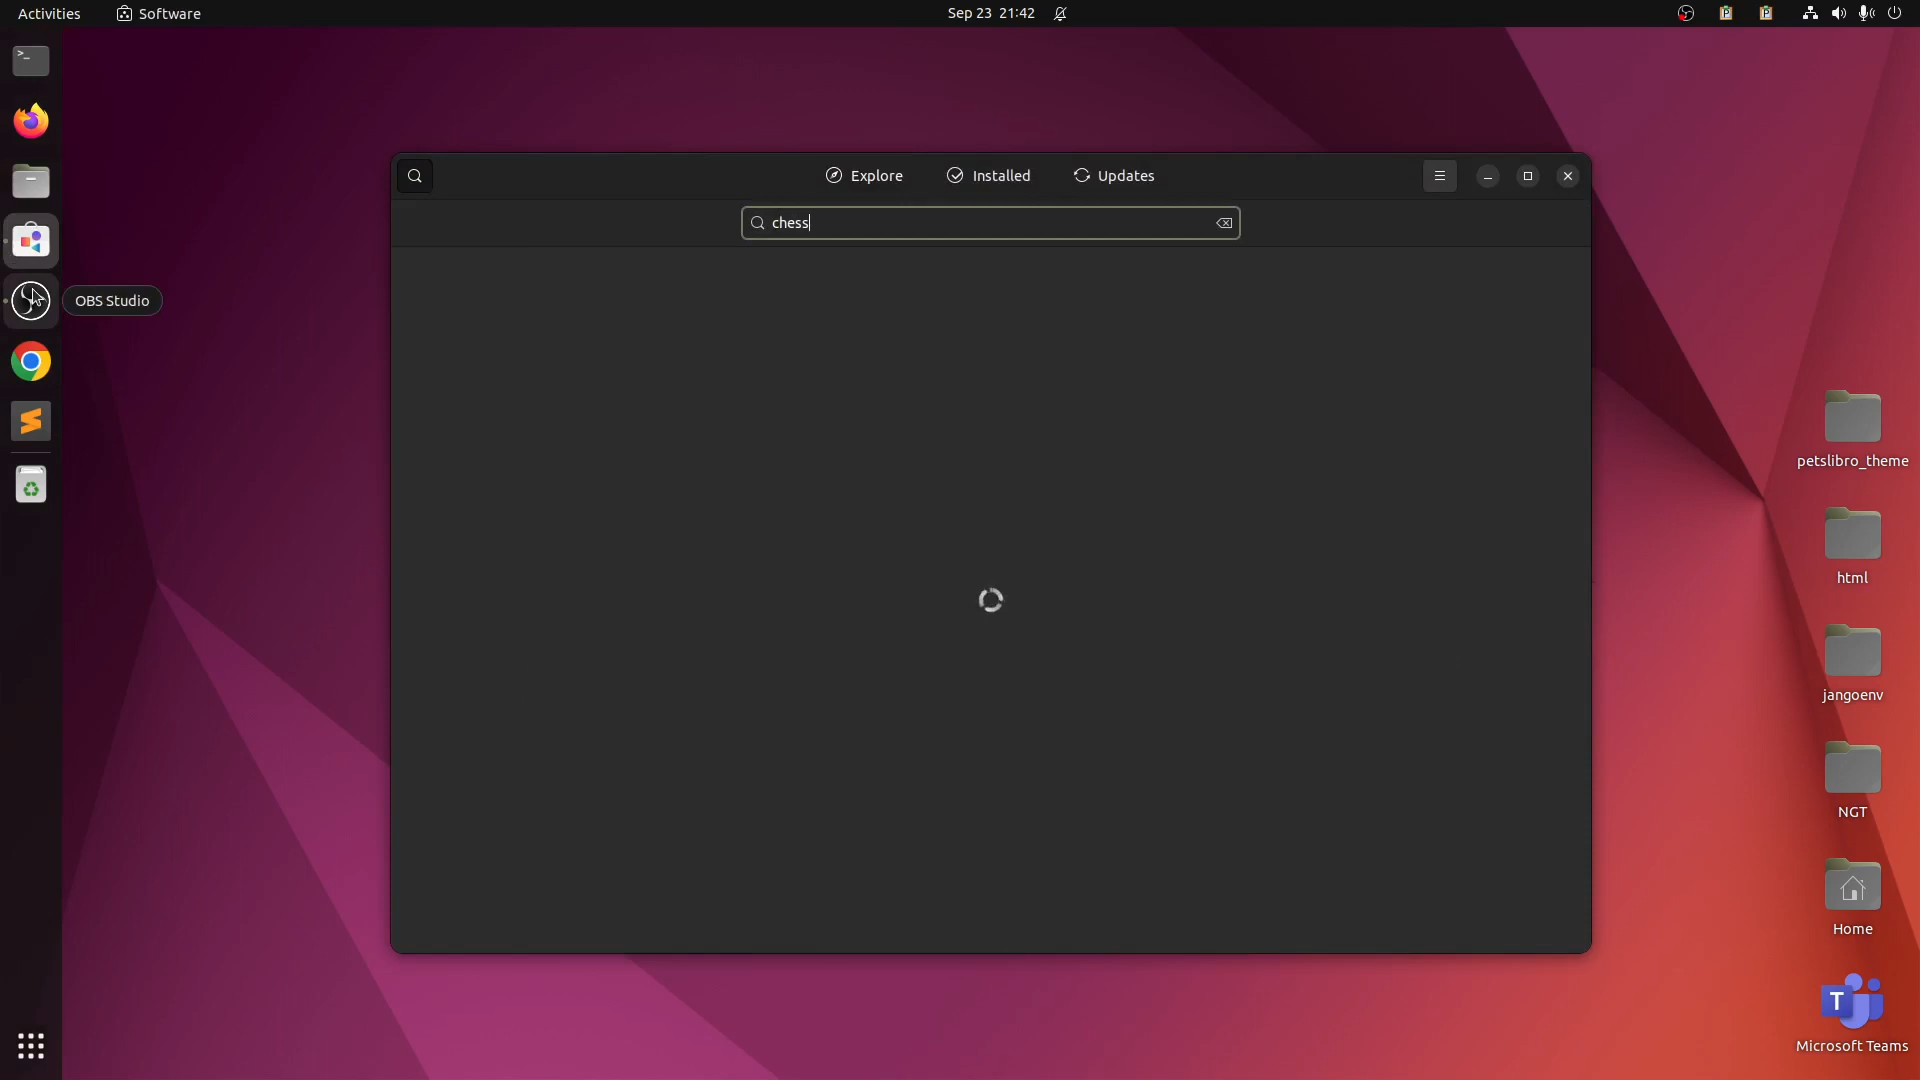 Activities
Software
Sep 23 21:42
>_
Explore
Installed
Updates
chess
OBS Studio
petslibro_theme
html
jangoenv
NGT
Home
T
Microsoft Teams